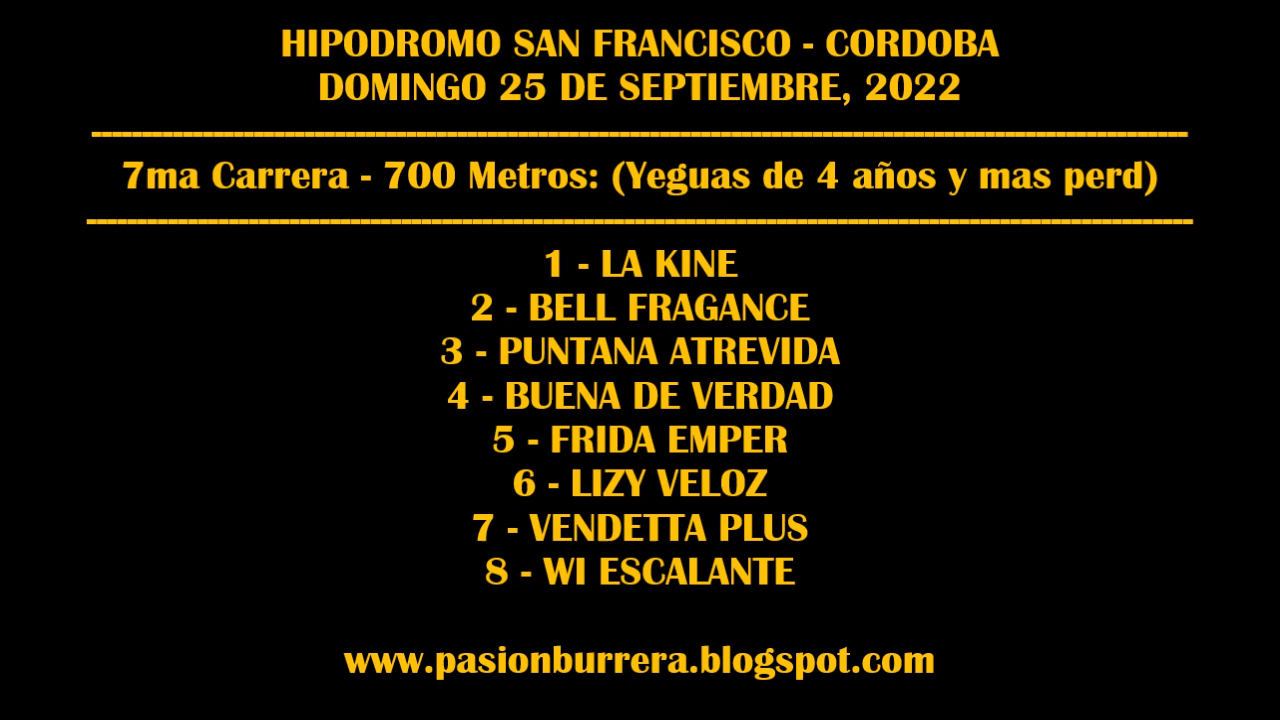 HIPODROMO SAN FRANCISCO - CORDOBA
DOMINGO 25 DE SEPTIEMBRE, 2022
7ma Carrera - 700 Metros: (Yeguas de 4 años y mas perd)
1 - LA KINE
2 - BELL FRAGANCE
3 - PUNTANA ATREVIDA
4 - BUENA DE VERDAD
5 - FRIDA EMPER
6 - LIZY VELOZ
7 - VENDETTA PLUS
8 - WI ESCALANTE
www.pasionburrera.blogspot.com